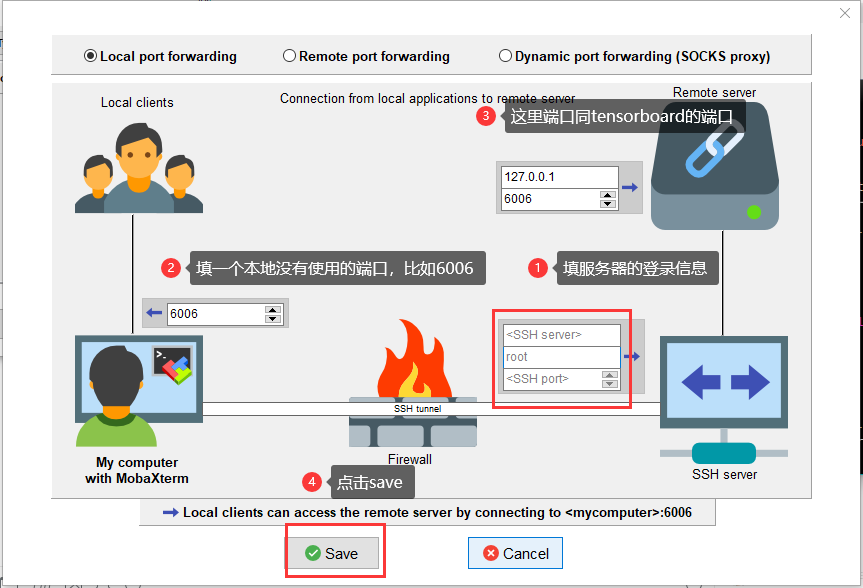 Local port forwarding
Remote port forwarding
Dynamic port forwarding (SOCKS proxy)
Local clients
Connection from local applications to remote server
Remote server
3
这里端口同tensorboard的端口
127.0.0.1
6006
2
填一个本地没有使用的端口，比如6006
1
填服务器的登录信息
6006
<SSH server>
root
<SSH port>
SSH tunnel
My computer
with MobaXterm
Firewall
SSH server
4
点击save
Local clients can access the remote server by connecting to <mycomputer>:6006
Save
Cancel